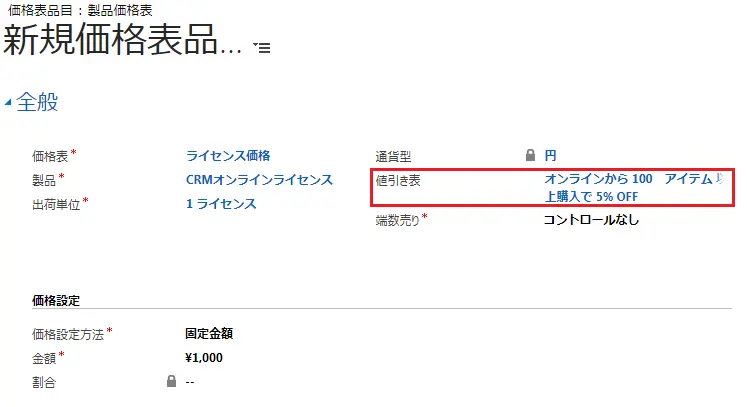 価格表品目 : 製品価格表
新規価格表品...
全般
価格表* ライセンス価格
製品* CRMオンラインライセンス
出荷単位* 1 ライセンス
通貨型 円
値引き表 オンラインから 100 アイテム
上購入で 5% OFF
端数売り* コントロールなし
価格設定
価格設定方法* 固定金額
金額* ¥1,000
割合 --